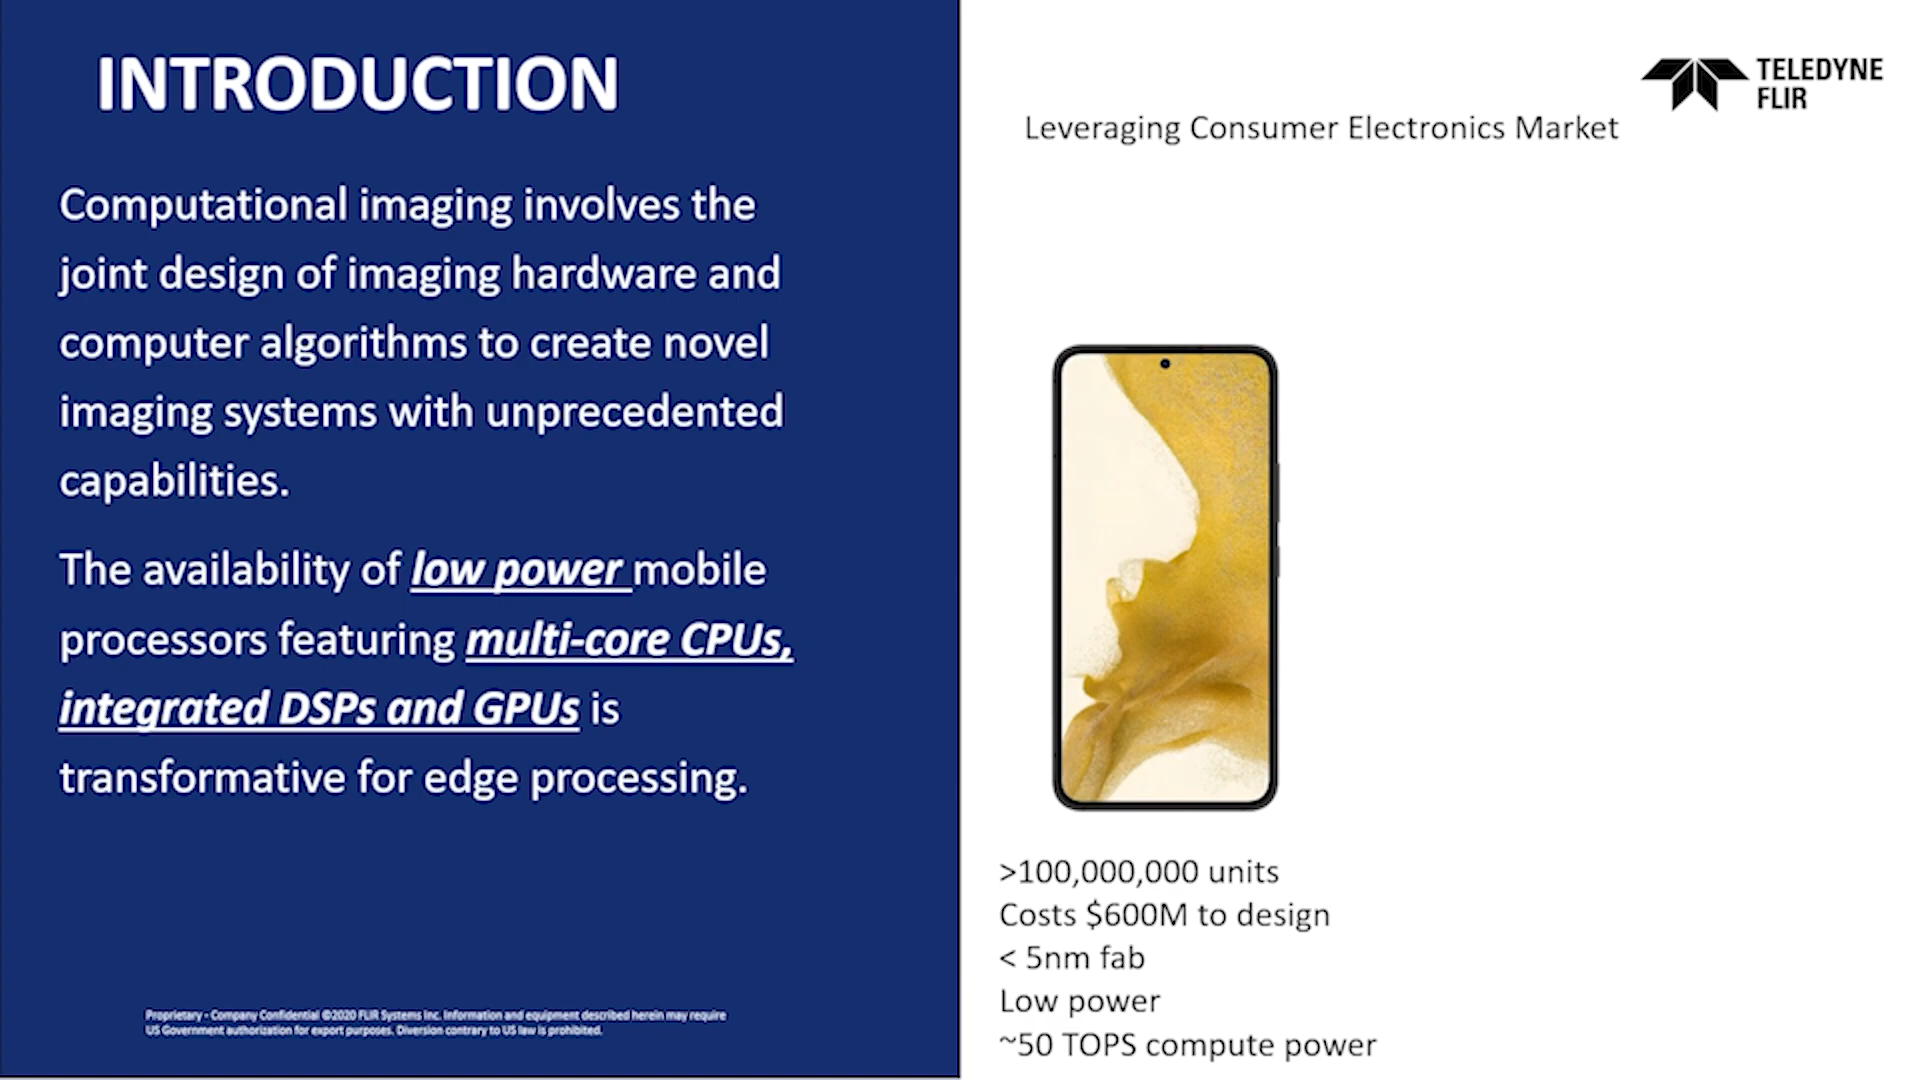 INTRODUCTION
Computational imaging involves the
joint design of imaging hardware and
computer algorithms to create novel
imaging systems with unprecedented
capabilities.
The availability of low power mobile
processors featuring multi-core CPUs,
integrated DSPs and GPUs is
transformative for edge processing.
Proprietary - Company Confidential ©2020 FLIR Systems Inc. Information and equipment described herein may require
US Government authorization for export purposes. Diversion contrary to US law is prohibited.
TELEDYNE
FLIR
Leveraging Consumer Electronics Market
>100,000,000 units
Costs $600M to design
< 5nm fab
Low power
~50 TOPS compute power